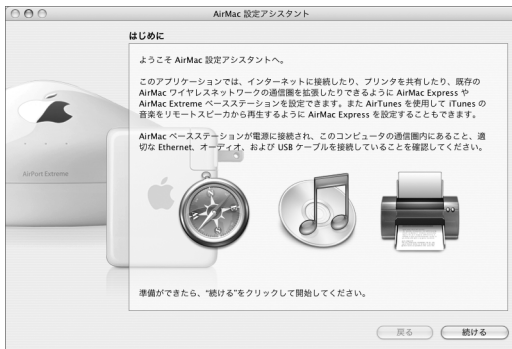 AirMac 設定アシスタント
はじめに
ようこそ AirMac 設定アシスタントへ。
このアプリケーションでは、インターネットに接続したり、プリンタを共有したり、既存の
AirMac ワイヤレスネットワークの通信圏を拡張したりできるように AirMac Express や
AirMac Extreme ベースステーションを設定できます。また AirTunes を使用して iTunes の
音楽をリモートスピーカから再生するように AirMac Express を設定することもできます。
AirMac ベースステーションが電源に接続され、このコンピュータの通信圏内にあること、適
切な Ethernet、オーディオ、および USB ケーブルを接続していることを確認してください。
AirPort Extreme
準備ができたら、“続ける”をクリックして開始してください。
戻る
続ける